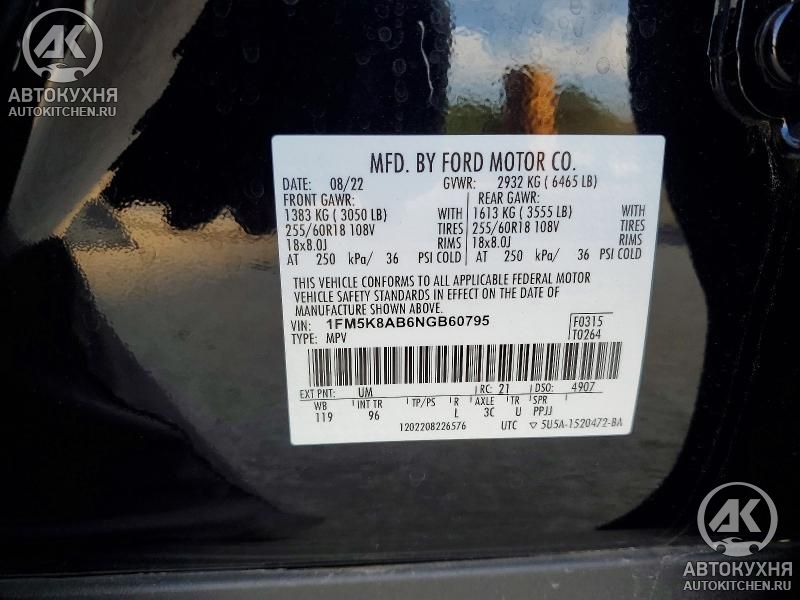 AK
АВТОКУХНЯ
AUTOKITCHEN.RU
MFD. BY FORD MOTOR CO.
DATE: 08/22 GVWR: 2932 KG ( 6465 LB)
FRONT GAWR: REAR GAWR:
1383 KG ( 3050 LB) WITH 1613 KG ( 3555 LB) WITH
255/60R18 108V TIRES 255/60R18 108V TIRES
18x8.0J RIMS 18x8.0J RIMS
AT 250 kPa/ 36 PSI COLD AT 250 kPa/ 36 PSI COLD
THIS VEHICLE CONFORMS TO ALL APPLICABLE FEDERAL MOTOR
VEHICLE SAFETY STANDARDS IN EFFECT ON THE DATE OF
MANUFACTURE SHOWN ABOVE.
VIN: 1FM5K8AB6NGB60795 F0315
TYPE: MPV T0264
EXT PNT: UM RC: 21 DSO: 4907
WB INT TR TP/PS R AXLE TR SPR
119 96 L 3C U PPJJ
1202208226576 UTC ▽ 5U5A-1520472-BA
AK
АВТОКУХНЯ
AUTOKITCHEN.RU